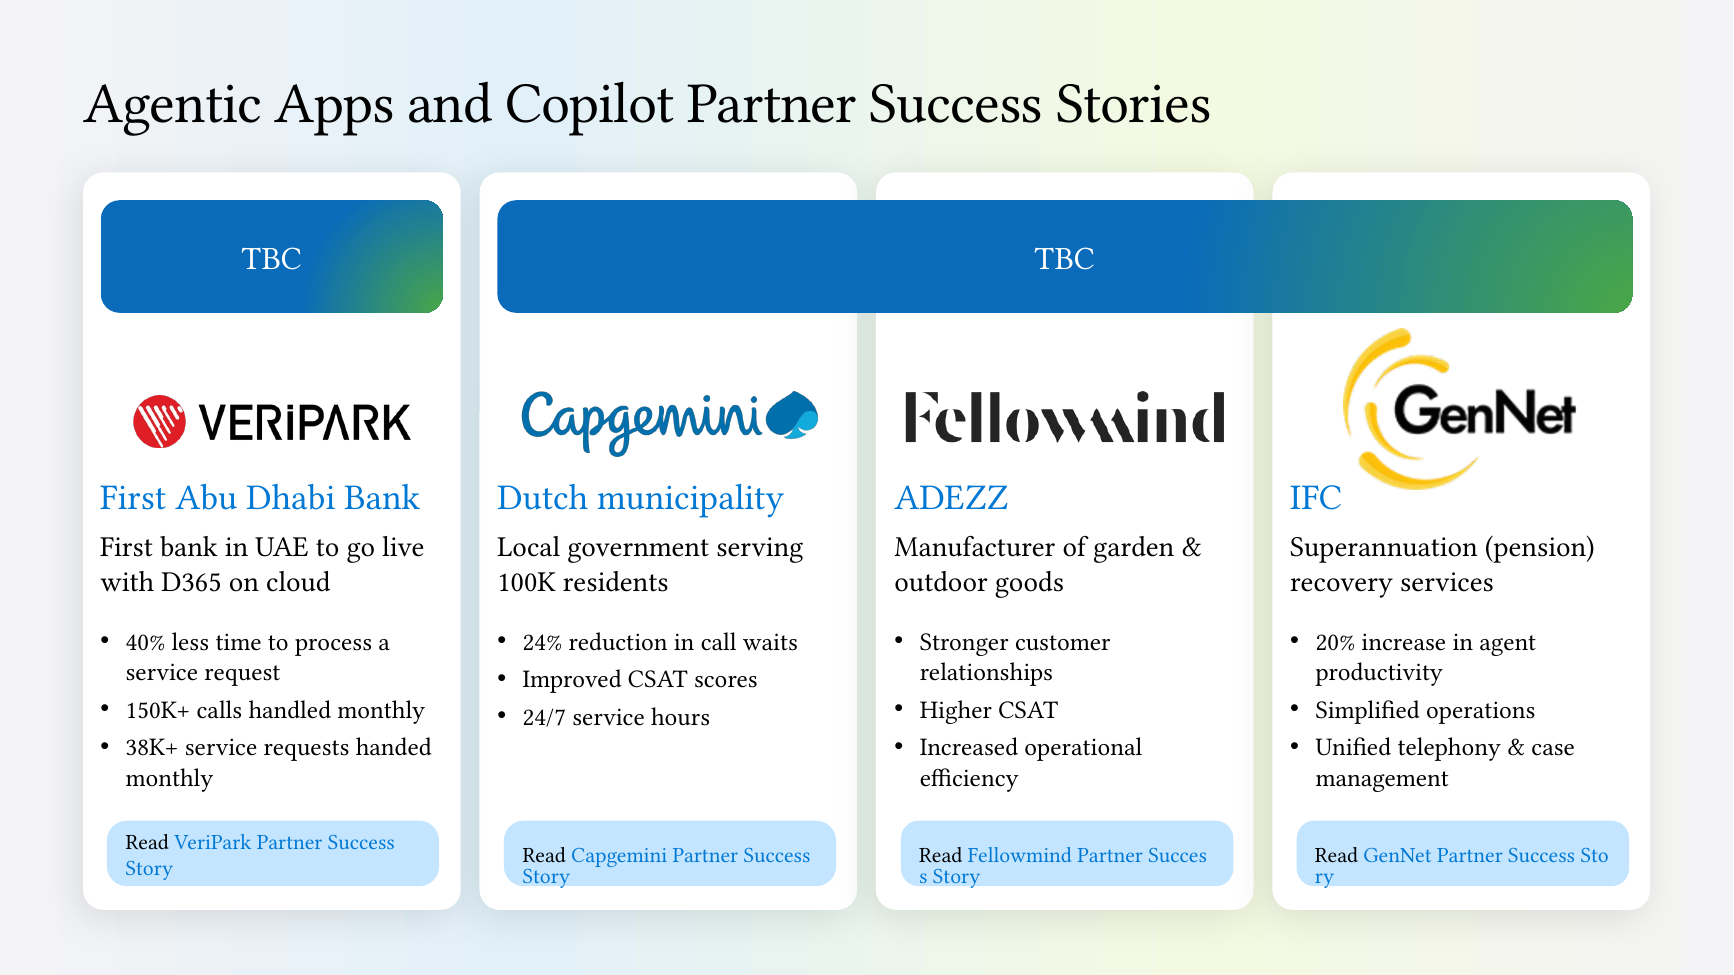 Agentic Apps and Copilot Partner Success Stories
TBC
TBC
VERiPARK
First Abu Dhabi Bank
First bank in UAE to go live
with D365 on cloud
• 40% less time to process a
service request
• 150K+ calls handled monthly
• 38K+ service requests handed
monthly
Read VeriPark Partner Success
Story
Capgemini
Dutch municipality
Local government serving
100K residents
• 24% reduction in call waits
• Improved CSAT scores
• 24/7 service hours
Read Capgemini Partner Success
Story
Fellowmind
ADEZZ
Manufacturer of garden &
outdoor goods
• Stronger customer
relationships
• Higher CSAT
• Increased operational
efficiency
Read Fellowmind Partner Succes
s Story
GenNet
IFC
Superannuation (pension)
recovery services
• 20% increase in agent
productivity
• Simplified operations
• Unified telephony & case
management
Read GenNet Partner Success Sto
ry